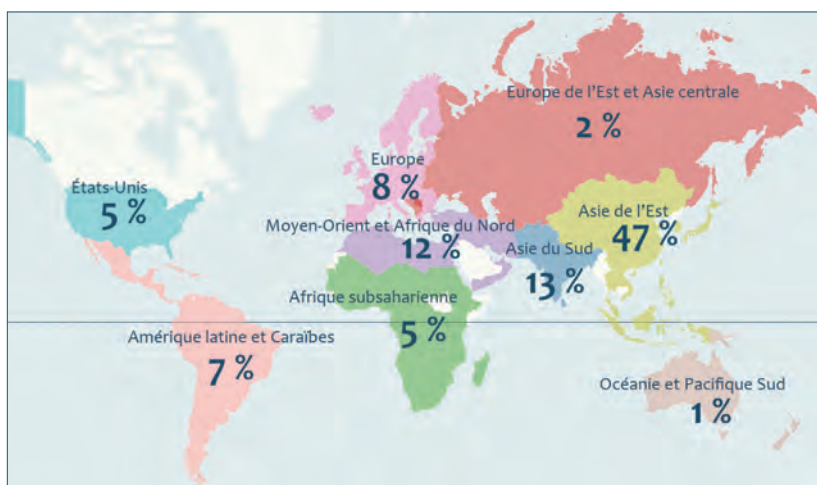 Europe de l’Est et Asie centrale
2 %
Europe
8 %
États-Unis
5 %
Asie de l’Est
47 %
Moyen-Orient et Afrique du Nord
12 %
Asie du Sud
13 %
Afrique subsaharienne
5 %
Amérique latine et Caraïbes
7 %
Océanie et Pacifique Sud
1 %